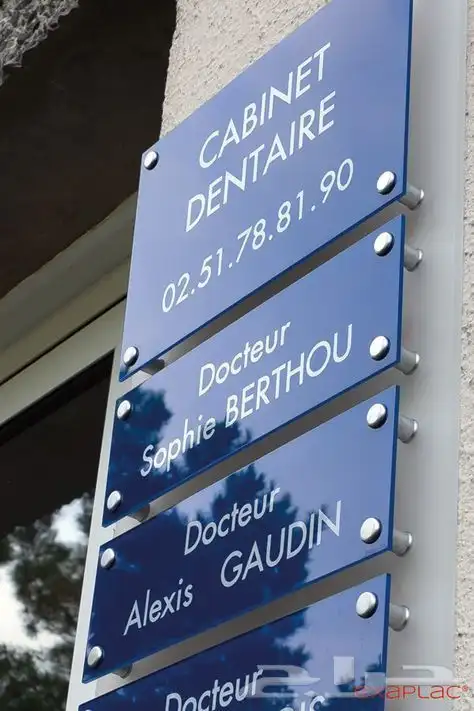 CABINET
DENTAIRE
02.51.78.81.90
Docteur
Sophie BERTHOU
Docteur
Alexis GAUDIN
Docteur
exaplac